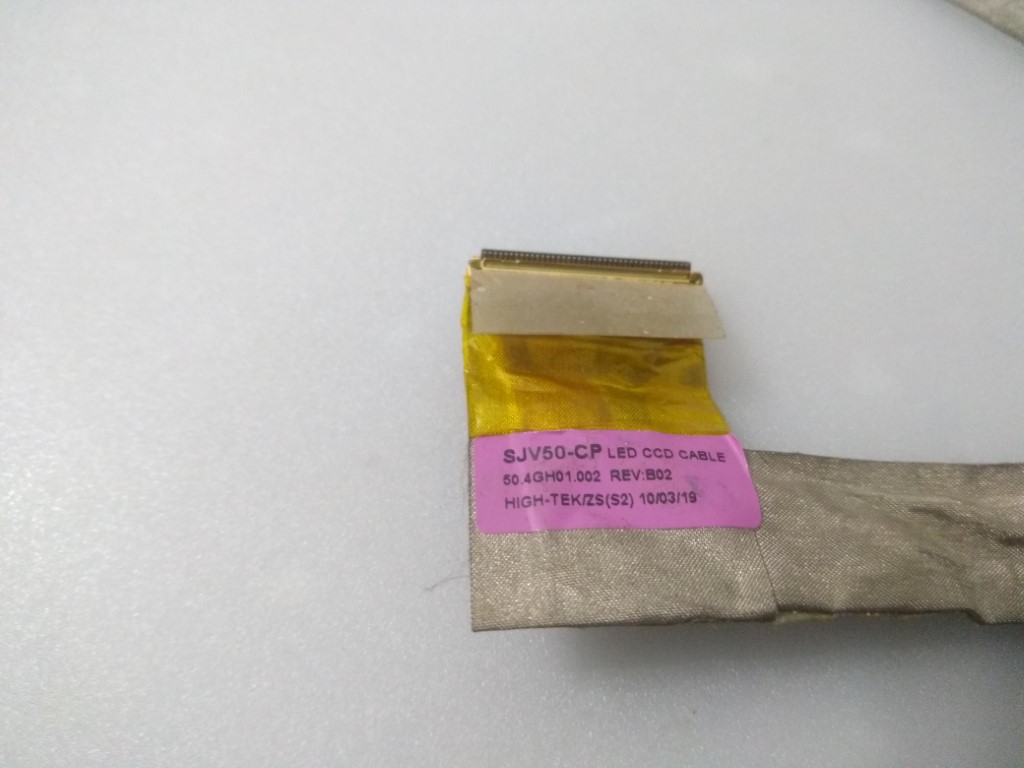 SJV50-CP LED CCD CABLE
50.4GH01.002 REV:B02
HIGH-TEK/ZS(S2) 10/03/19